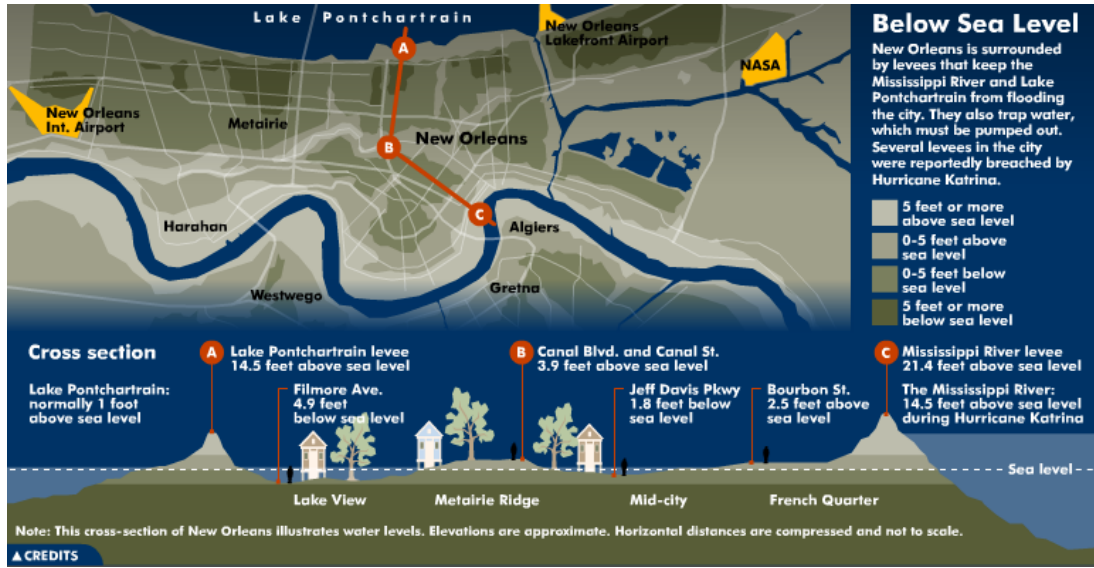 Lake Pontchartrain
New Orleans
Lakefront Airport
NASA
New Orleans
Int. Airport
Metairie
New Orleans
Harahan
Algiers
Westwego
Gretna
A
B
C
Below Sea Level
New Orleans is surrounded
by levees that keep the
Mississippi River and Lake
Pontchartrain from flooding
the city. They also trap water,
which must be pumped out.
Several levees in the city
were reportedly breached by
Hurricane Katrina.
5 feet or more
above sea level
0-5 feet above
sea level
0-5 feet below
sea level
5 feet or more
below sea level
Cross section
Lake Pontchartrain:
normally 1 foot
above sea level
A
Lake Pontchartrain levee
14.5 feet above sea level
Filmore Ave.
4.9 feet
below sea level
B
Canal Blvd. and Canal St.
3.9 feet above sea level
Jeff Davis Pkwy
1.8 feet below
sea level
Bourbon St.
2.5 feet above
sea level
C
Mississippi River levee
21.4 feet above sea level
The Mississippi River:
14.5 feet above sea level
during Hurricane Katrina
Sea level
Lake View
Metairie Ridge
Mid-city
French Quarter
Note: This cross-section of New Orleans illustrates water levels. Elevations are approximate. Horizontal distances are compressed and not to scale.
▲CREDITS